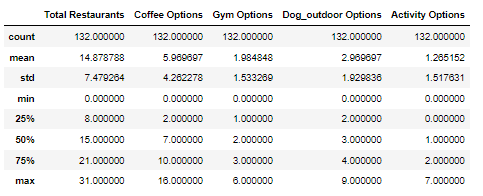 Total Restaurants Coffee Options Gym Options Dog_outdoor Options Activity Options
count 132.000000 132.000000 132.000000 132.000000 132.000000
mean 14.878788 5.969697 1.984848 2.969697 1.265152
std 7.479264 4.262278 1.533269 1.929836 1.517631
min 0.000000 0.000000 0.000000 0.000000 0.000000
25% 8.000000 2.000000 1.000000 2.000000 0.000000
50% 15.000000 7.000000 2.000000 3.000000 1.000000
75% 21.000000 10.000000 3.000000 4.000000 2.000000
max 31.000000 16.000000 6.000000 9.000000 7.000000